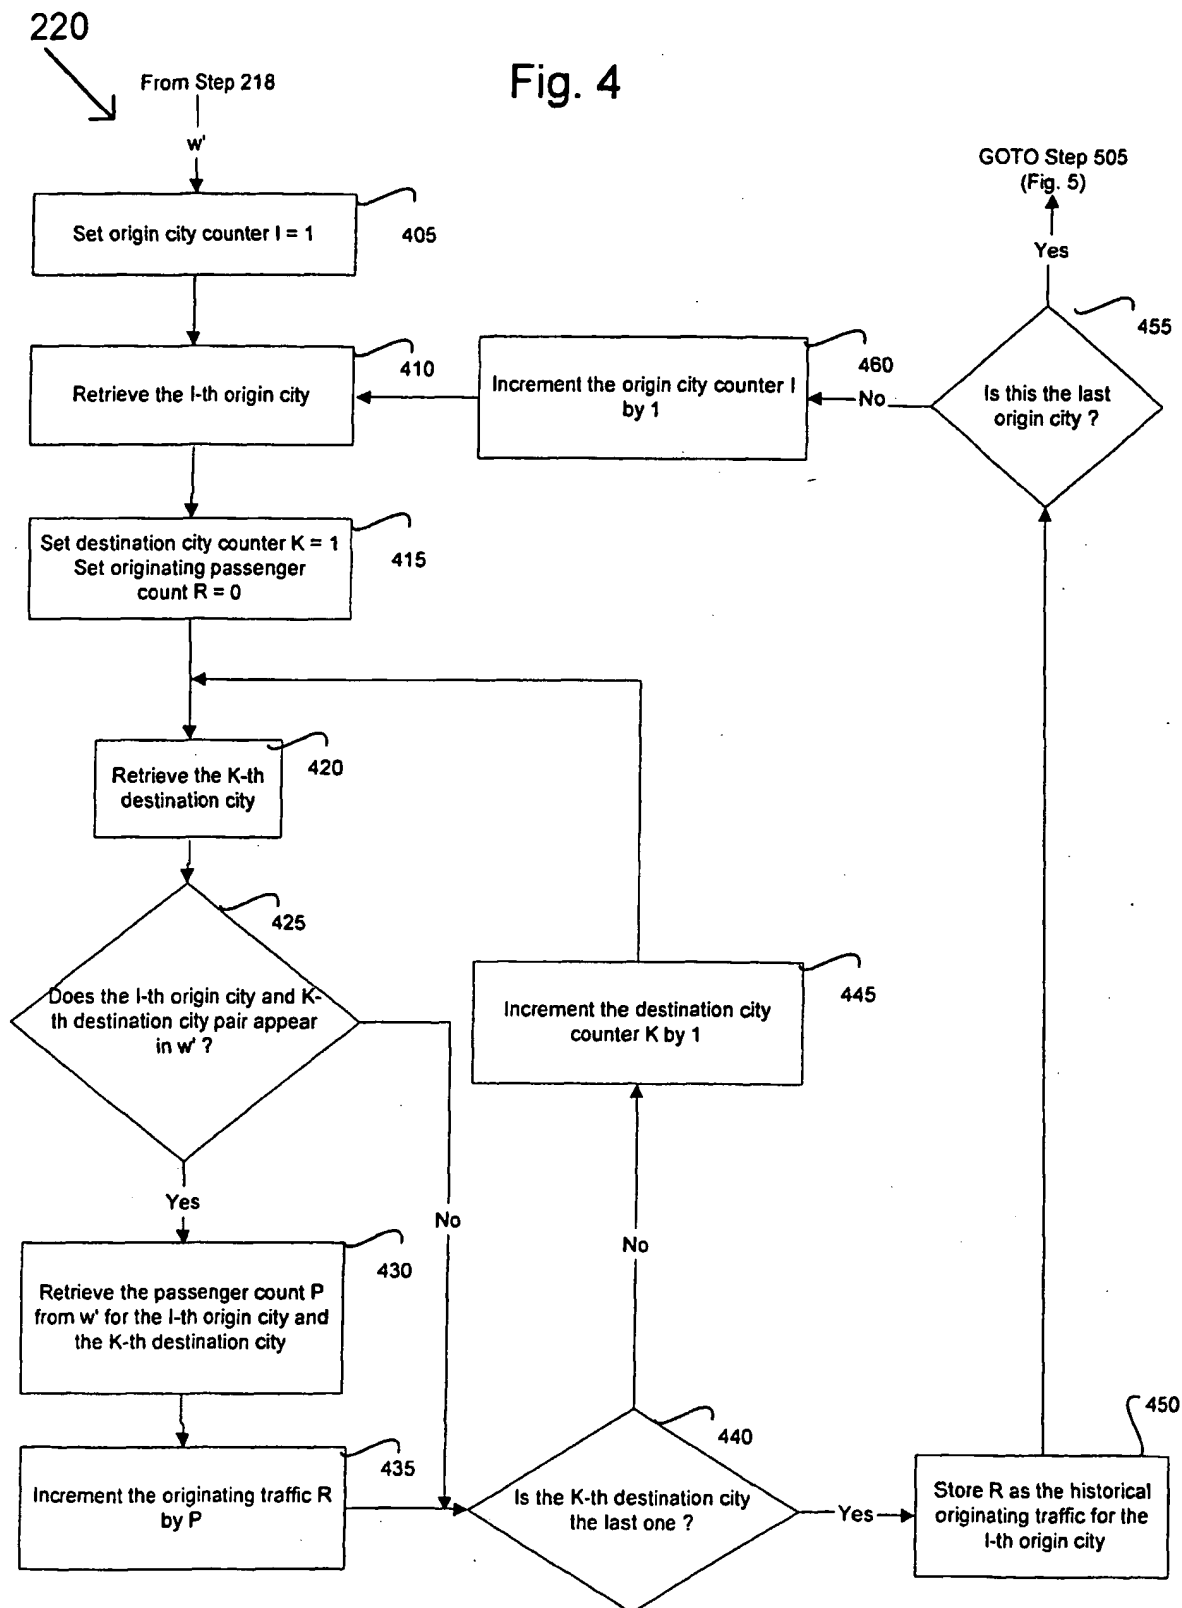 220
Fig. 4
From Step 218
w'
Set origin city counter I = 1
405
GOTO Step 505
(Fig. 5)
Yes
455
Is this the last
origin city ?
No
460
Increment the origin city counter I
by 1
410
Retrieve the I-th origin city
415
Set destination city counter K = 1
Set originating passenger
count R = 0
420
Retrieve the K-th
destination city
425
Does the I-th origin city and K-
th destination city pair appear
in w' ?
445
Increment the destination city
counter K by 1
Yes
No
No
430
Retrieve the passenger count P
from w' for the I-th origin city and
the K-th destination city
435
Increment the originating traffic R
by P
440
Is the K-th destination city
the last one ?
Yes
450
Store R as the historical
originating traffic for the
I-th origin city